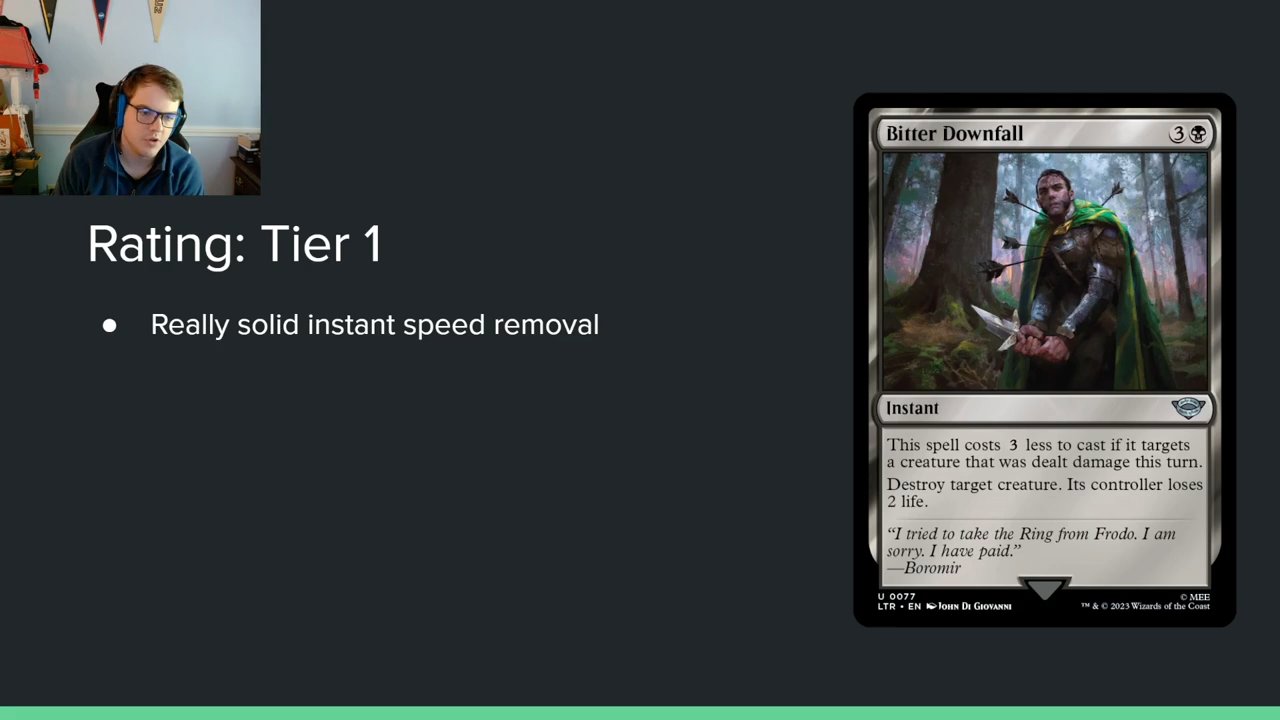 Rating: Tier 1
● Really solid instant speed removal
Bitter Downfall 3
Instant
This spell costs 3 less to cast if it targets
a creature that was dealt damage this turn.
Destroy target creature. Its controller loses
2 life.
“I tried to take the Ring from Frodo. I am
sorry. I have paid.”
—Boromir
U 0077
LTR • EN John Di Giovanni
© MEE
™ & © 2023 Wizards of the Coast